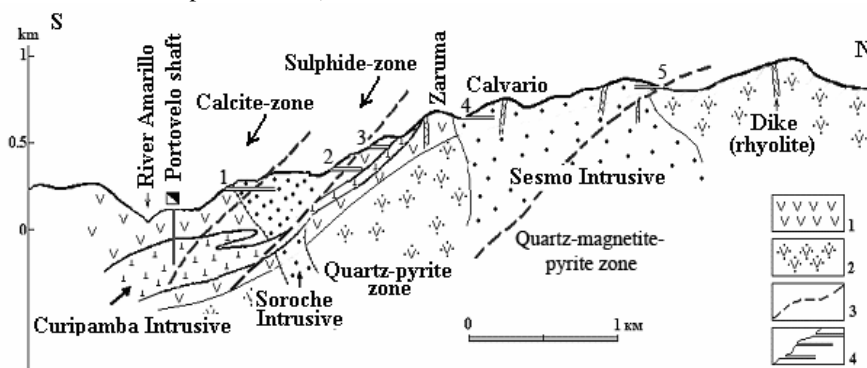 S
N
km
1
0.5
0
River Amarillo
Portovelo shaft
Calcite-zone
Sulphide-zone
Zaruma
Calvario
Dike
(rhyolite)
1
2
3
4
5
Sesmo Intrusive
Quartz-magnetite-
pyrite zone
Quartz-pyrite
zone
Soroche
Intrusive
Curipamba Intrusive
0
1 км
1
2
3
4